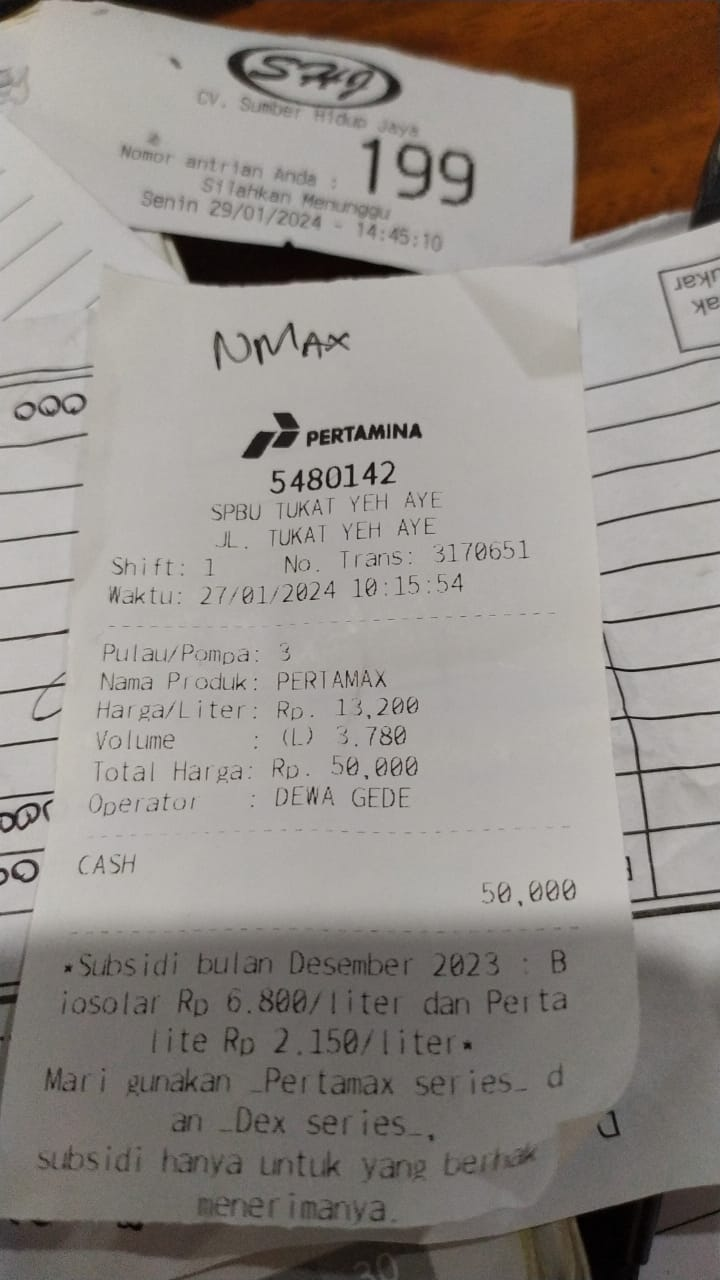 SHJ
CV. Sumber Hidup Jaya
Nomor antrian Anda : 199
Silahkan Menunggu
Senin 29/01/2024 - 14:45:10
NMAX
PERTAMINA
5480142
SPBU TUKAT YEH AYE
JL. TUKAT YEH AYE
Shift: 1 No. Trans: 3170651
Waktu: 27/01/2024 10:15:54
Pulau/Pompa: 3
Nama Produk: PERTAMAX
Harga/Liter: Rp. 13,200
Volume : (L) 3.780
Total Harga: Rp. 50,000
Operator : DEWA GEDE
CASH
50,000
*Subsidi bulan Desember 2023 : B
iosolar Rp 6.800/liter dan Perta
lite Rp 2.150/liter*
Mari gunakan _Pertamax series_ d
an _Dex series_,
subsidi hanya untuk yang berhak
menerimanya.
000
30